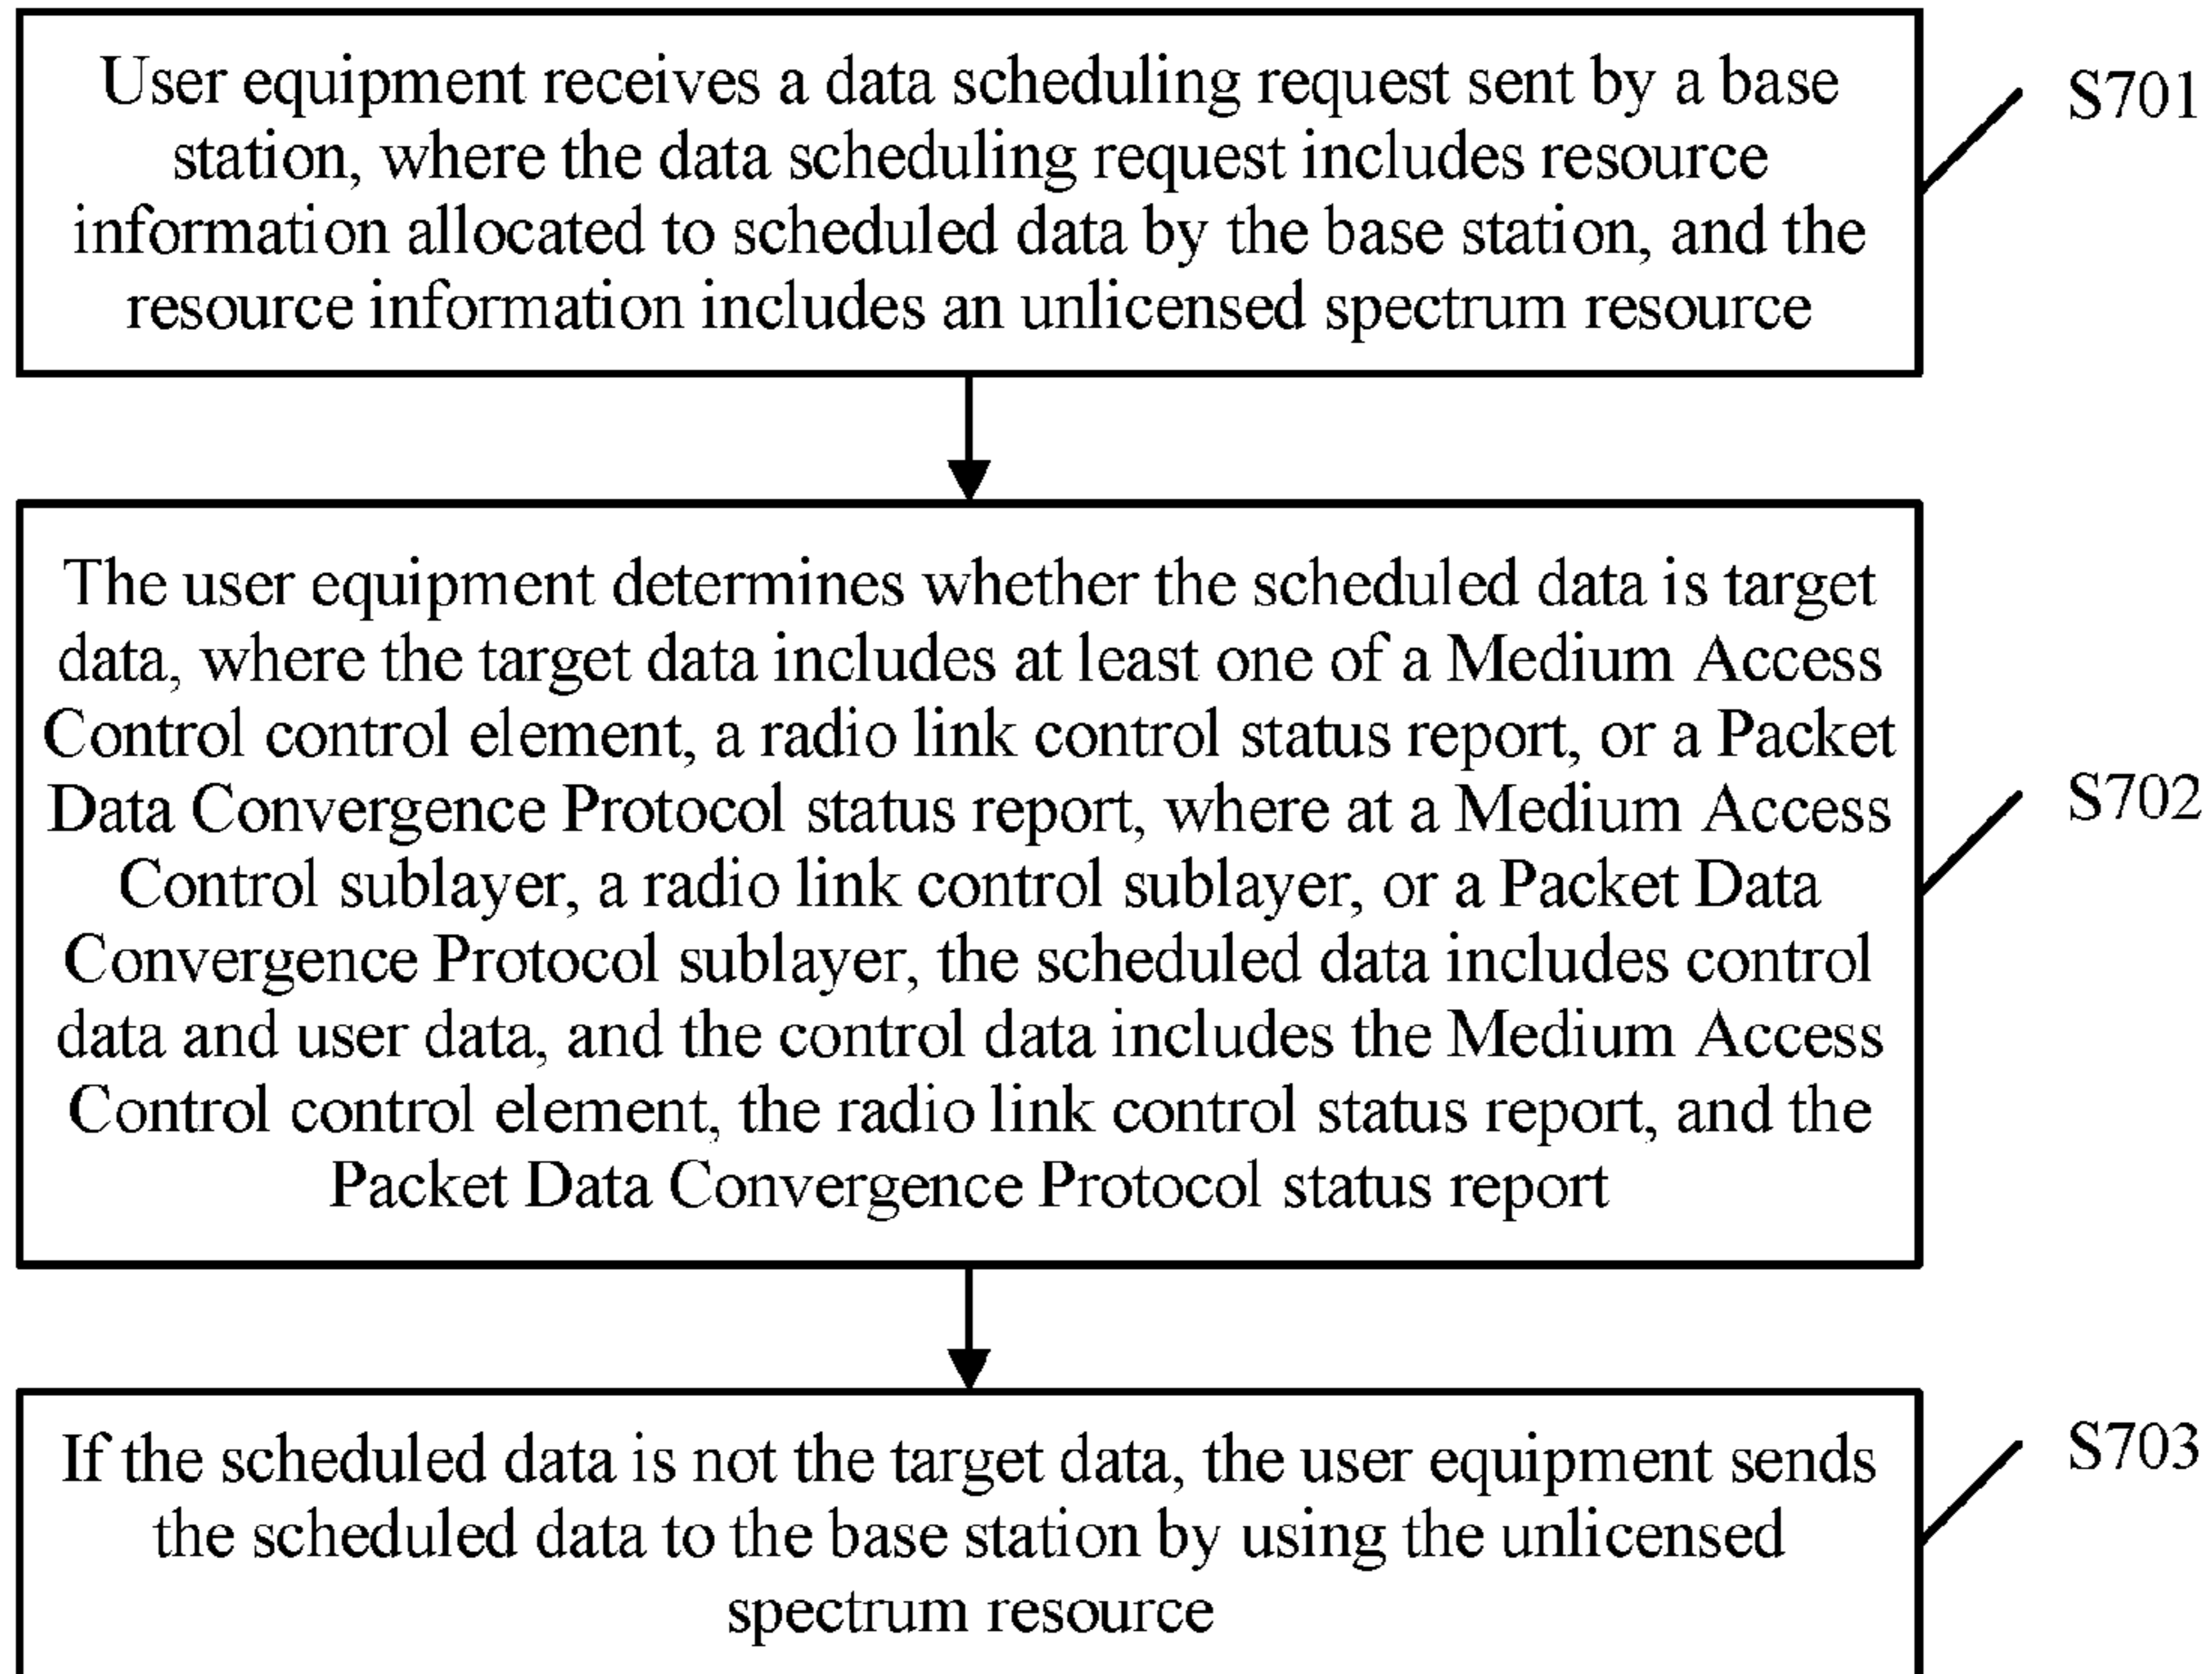 User equipment receives a data scheduling request sent by a base
station, where the data scheduling request includes resource
information allocated to scheduled data by the base station, and the
resource information includes an unlicensed spectrum resource
S701
The user equipment determines whether the scheduled data is target
data, where the target data includes at least one of a Medium Access
Control control element, a radio link control status report, or a Packet
Data Convergence Protocol status report, where at a Medium Access
Control sublayer, a radio link control sublayer, or a Packet Data
Convergence Protocol sublayer, the scheduled data includes control
data and user data, and the control data includes the Medium Access
Control control element, the radio link control status report, and the
Packet Data Convergence Protocol status report
S702
If the scheduled data is not the target data, the user equipment sends
the scheduled data to the base station by using the unlicensed
spectrum resource
S703